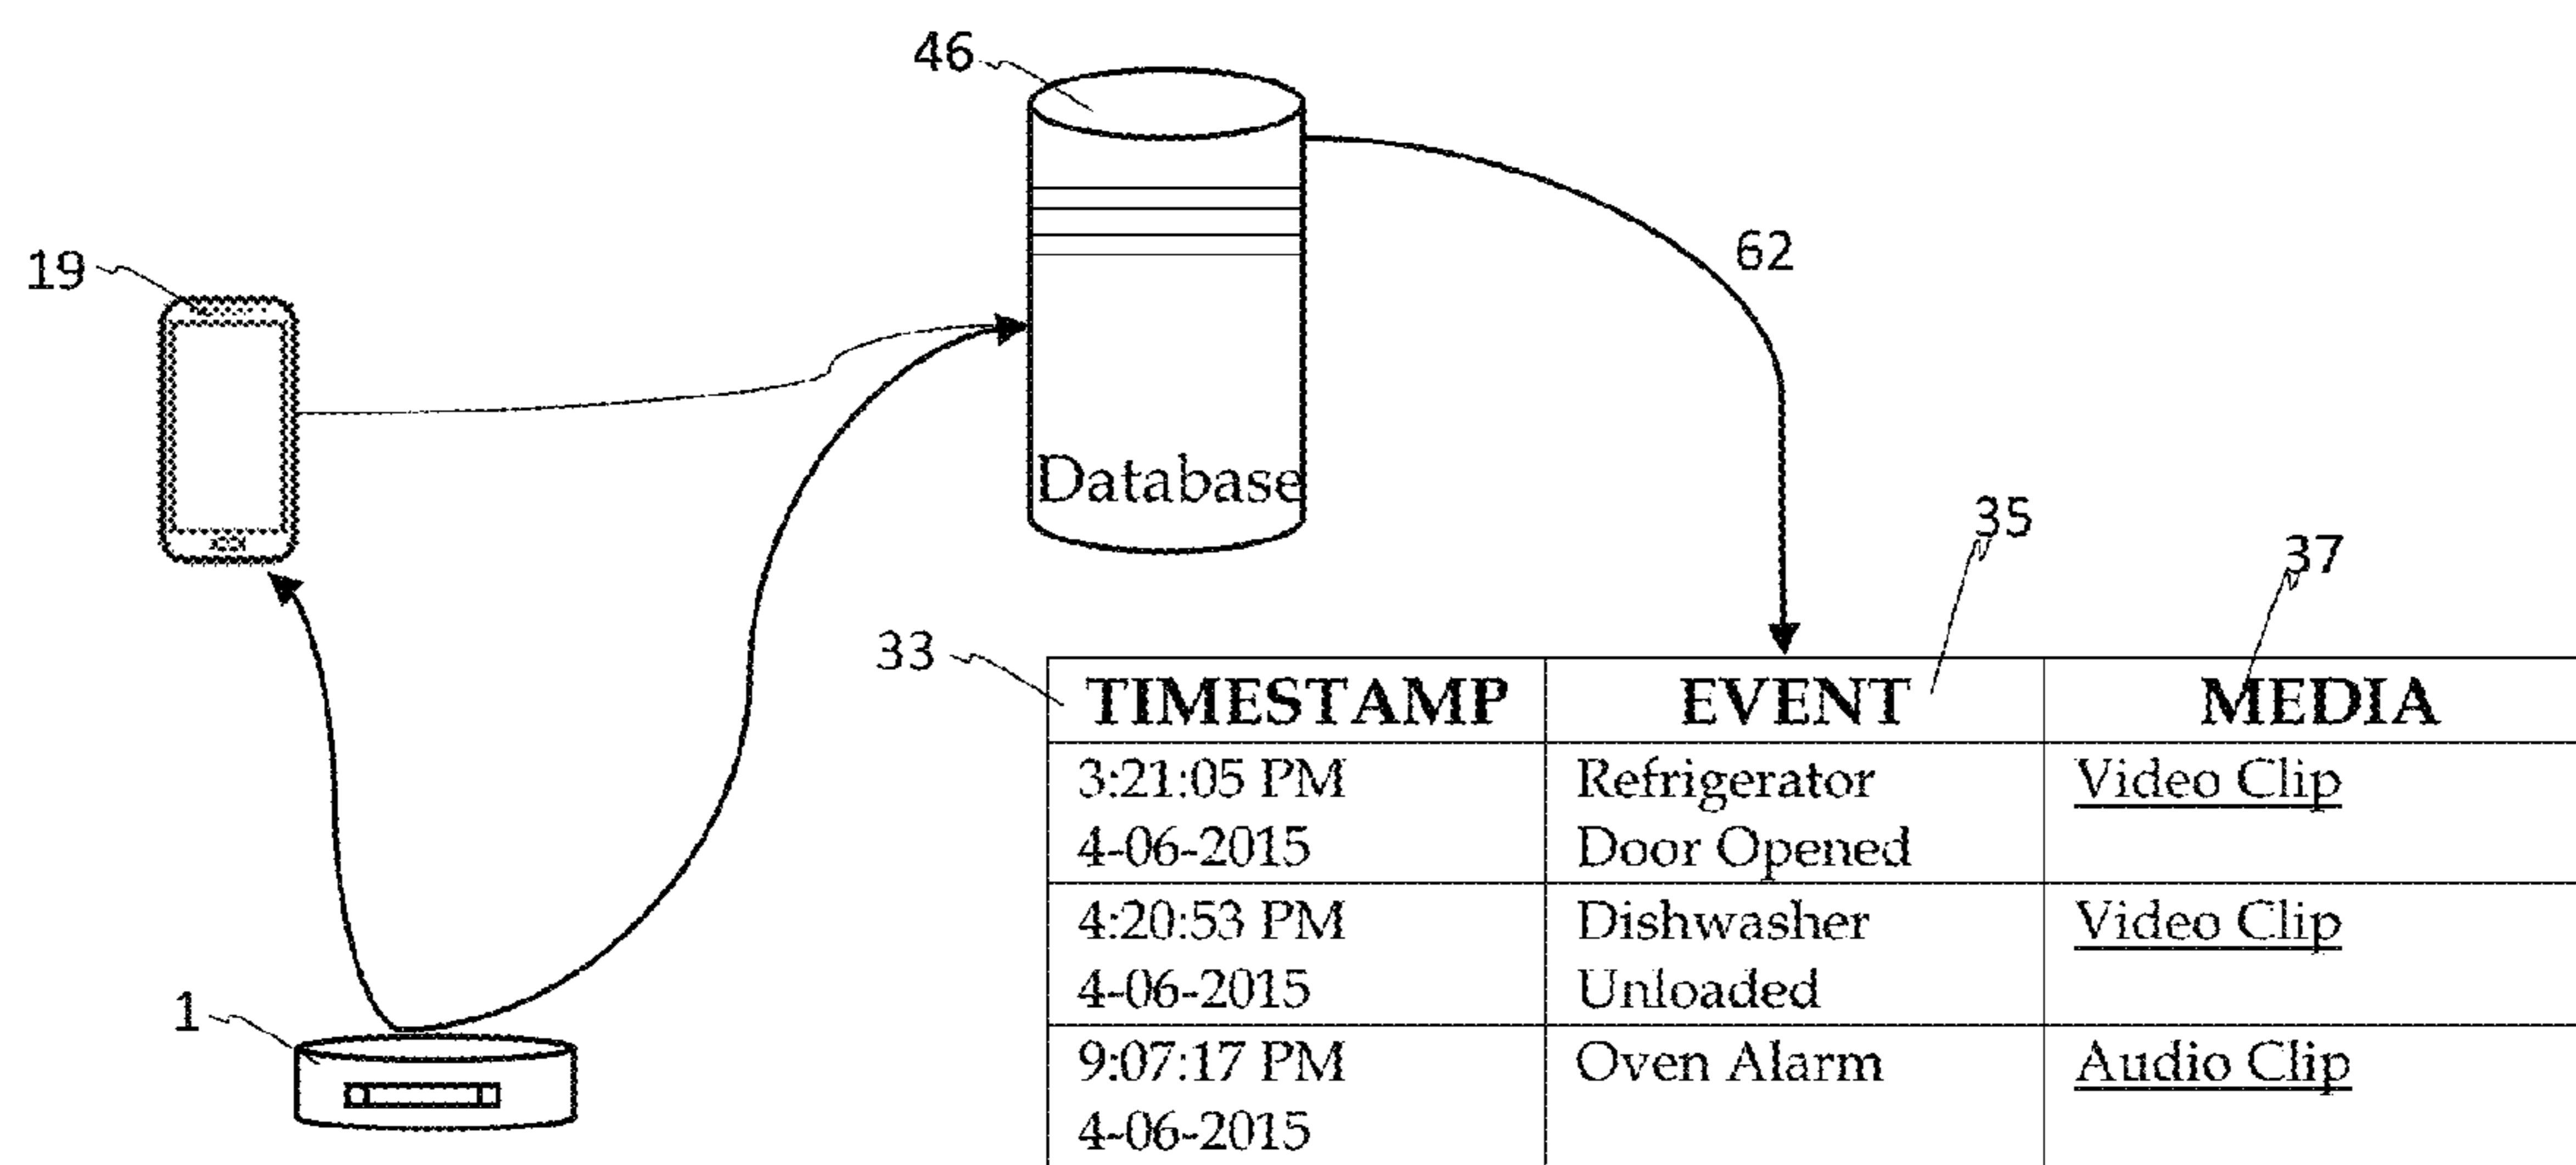 46
62
19
Database
35
37
33
TIMESTAMP EVENT MEDIA
3:21:05 PM Refrigerator Video Clip
4-06-2015 Door Opened
4:20:53 PM Dishwasher Video Clip
4-06-2015 Unloaded
1
9:07:17 PM Oven Alarm Audio Clip
4-06-2015